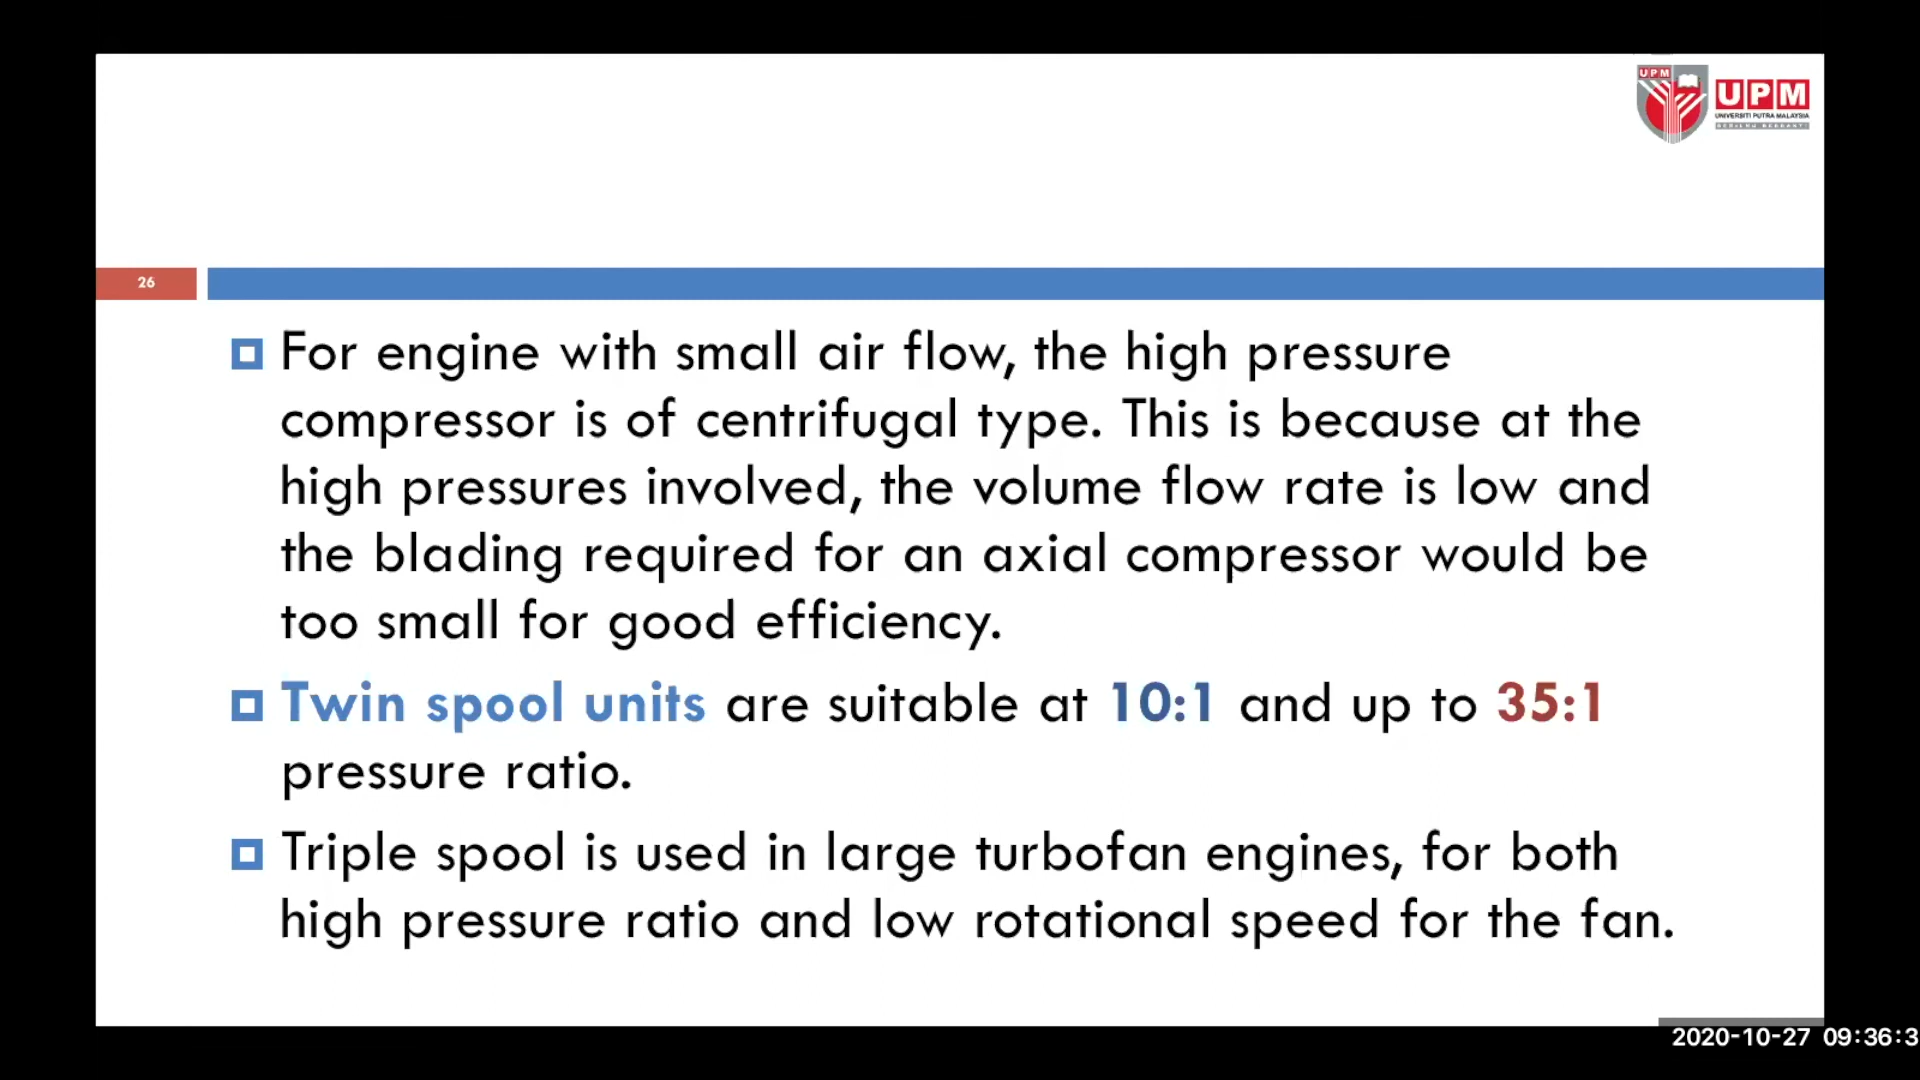 UPM
UPM
UNIVERSITI PUTRA MALAYSIA
26
For engine with small air flow, the high pressure
compressor is of centrifugal type. This is because at the
high pressures involved, the volume flow rate is low and
the blading required for an axial compressor would be
too small for good efficiency.
Twin spool units are suitable at 10:1 and up to 35:1
pressure ratio.
Triple spool is used in large turbofan engines, for both
high pressure ratio and low rotational speed for the fan.
2020-10-27 09:36:3